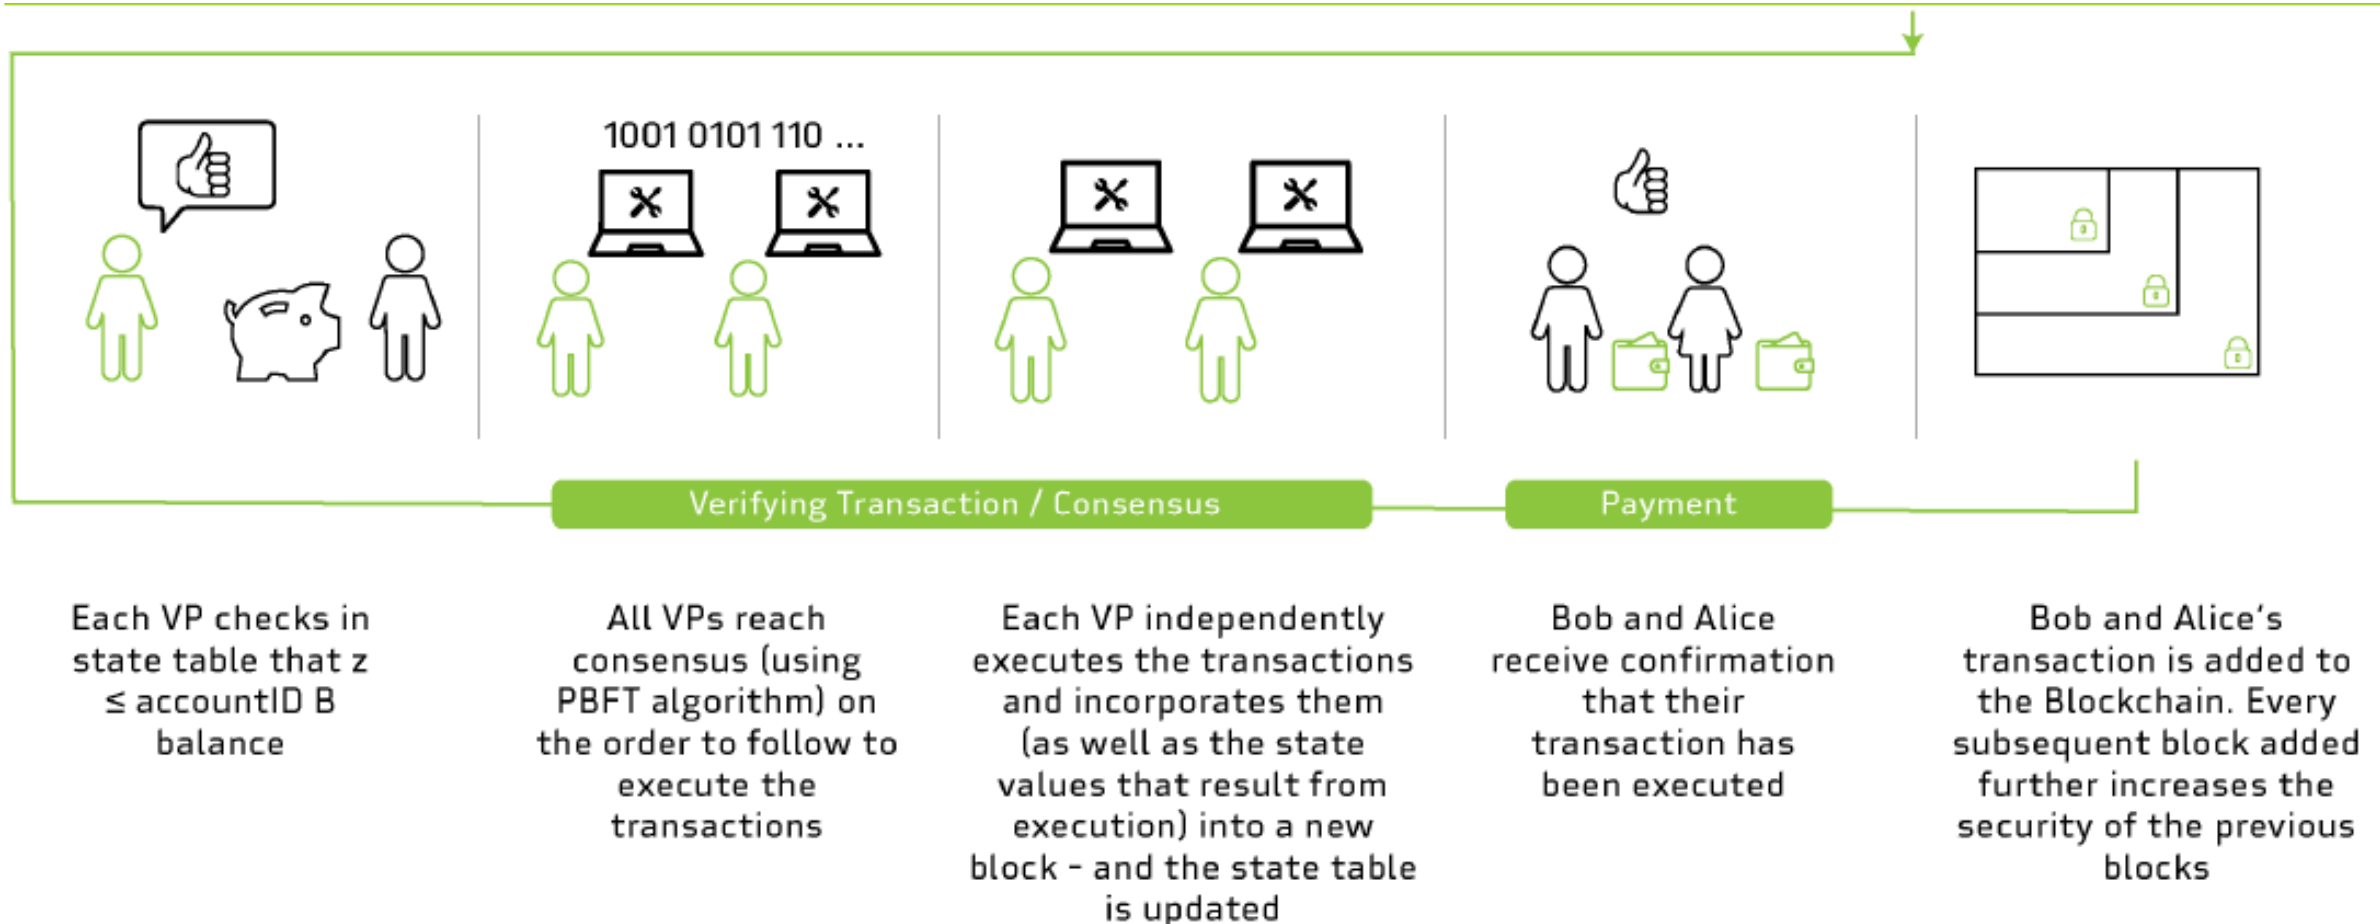 1001 0101 110 ...
Verifying Transaction / Consensus
Payment
Each VP checks in
state table that z
≤ accountID B
balance
All VPs reach
consensus (using
PBFT algorithm) on
the order to follow to
execute the
transactions
Each VP independently
executes the transactions
and incorporates them
(as well as the state
values that result from
execution) into a new
block - and the state table
is updated
Bob and Alice
receive confirmation
that their
transaction has
been executed
Bob and Alice's
transaction is added to
the Blockchain. Every
subsequent block added
further increases the
security of the previous
blocks